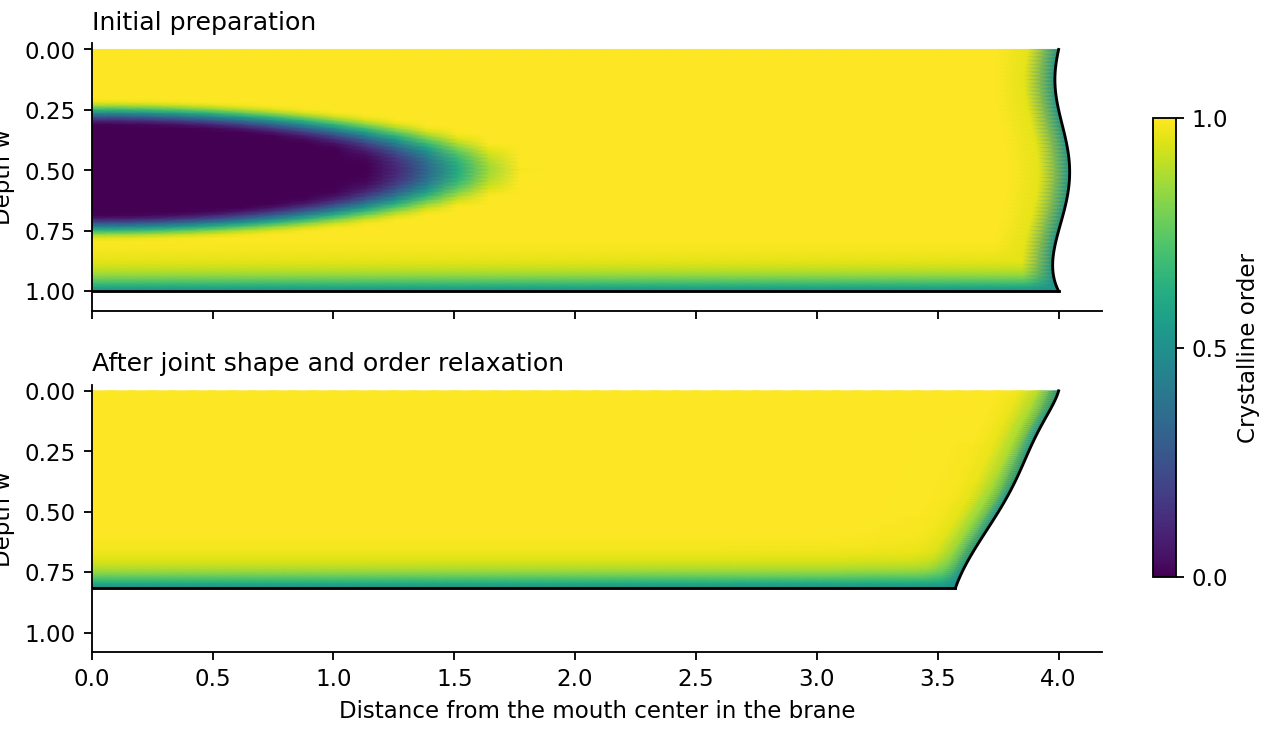 Initial preparation
0.00
0.25
0.50
0.75
1.00
Depth w
After joint shape and order relaxation
0.00
0.25
0.50
0.75
1.00
Depth w
0.0 0.5 1.0 1.5 2.0 2.5 3.0 3.5 4.0
Distance from the mouth center in the brane
1.0
0.5
0.0
Crystalline order